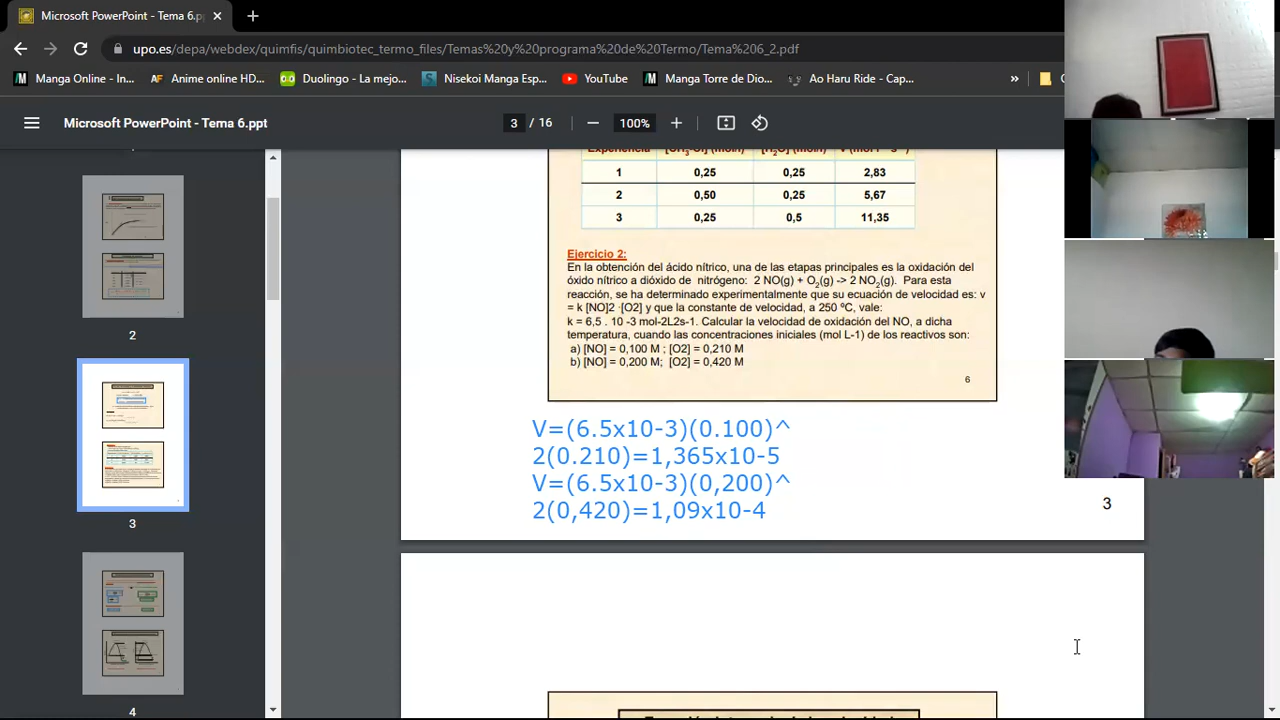 Microsoft PowerPoint - Tema 6.p
upo.es/depa/webdex/quimfis/quimbiotec_termo_files/Temas%20y%20programa%20de%20Termo/Tema%206_2.pdf
Manga Online - In...
Anime online HD...
Duolingo - La mejo...
Nisekoi Manga Esp...
YouTube
Manga Torre de Dio...
Ao Haru Ride - Cap...
»
Microsoft PowerPoint - Tema 6.ppt
3 / 16
100%
2
3
4
Experiencia [CH3-Cl] (mol/l) [H2O] (mol/l) v (mol l-1 s-1)
1 0,25 0,25 2,83
2 0,50 0,25 5,67
3 0,25 0,5 11,35
Ejercicio 2:
En la obtención del ácido nítrico, una de las etapas principales es la oxidación del
óxido nítrico a dióxido de nitrógeno: 2 NO(g) + O2(g) -> 2 NO2(g). Para esta
reacción, se ha determinado experimentalmente que su ecuación de velocidad es: v
= k [NO]2 ·[O2] y que la constante de velocidad, a 250 ºC, vale:
k = 6,5 . 10 -3 mol-2L2s-1. Calcular la velocidad de oxidación del NO, a dicha
temperatura, cuando las concentraciones iniciales (mol L-1) de los reactivos son:
a) [NO] = 0,100 M ; [O2] = 0,210 M
b) [NO] = 0,200 M; [O2] = 0,420 M
6
V=(6.5x10-3)(0.100)^
2(0.210)=1,365x10-5
V=(6.5x10-3)(0,200)^
2(0,420)=1,09x10-4
3